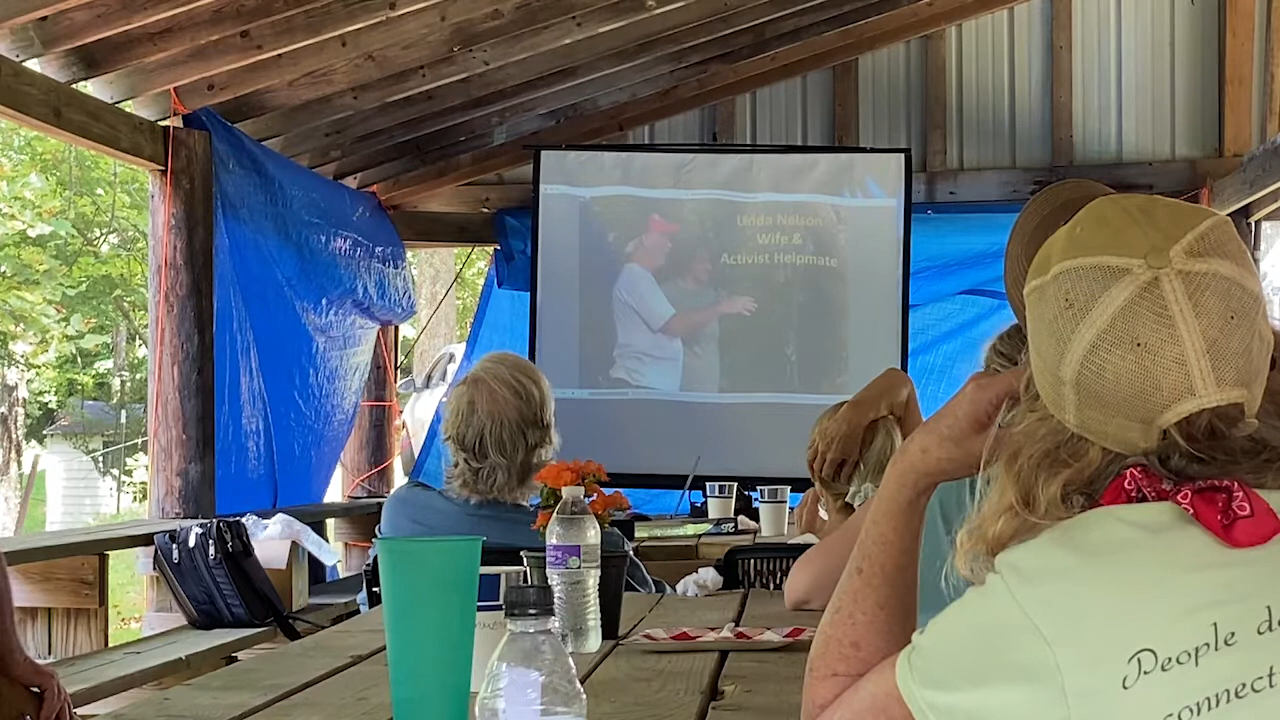 Linda Nelson
Wife &
Activist Helpmate
People d
connect